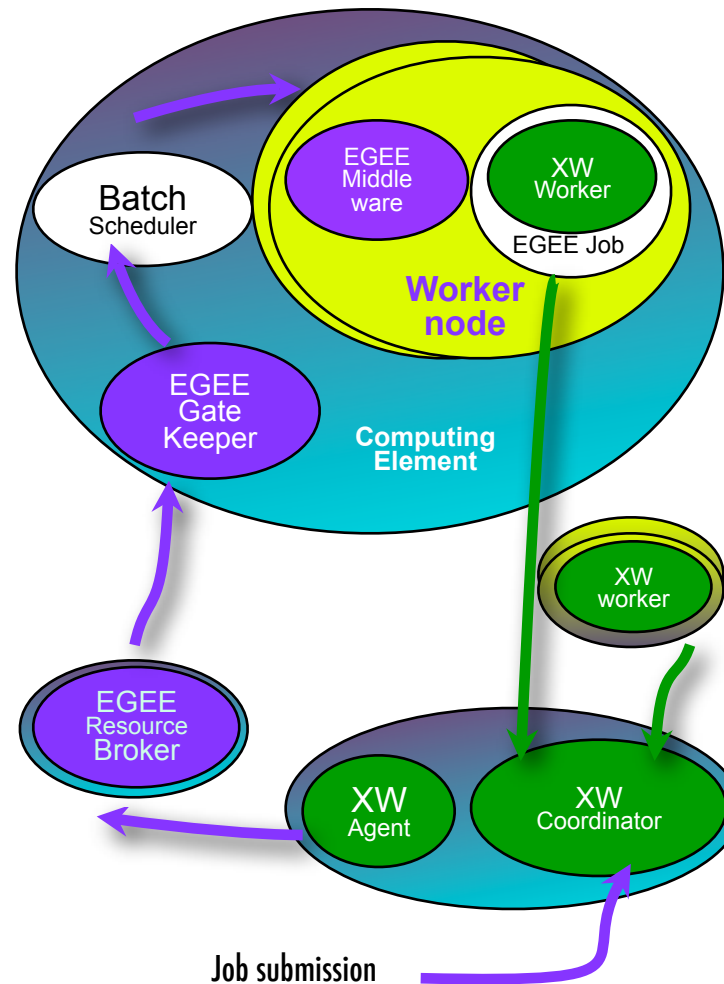 EGEE
Middle
ware
XW
Worker
EGEE Job
Batch
Scheduler
Worker
node
EGEE
Gate
Keeper
Computing
Element
XW
worker
EGEE
Resource
Broker
XW
Agent
XW
Coordinator
Job submission